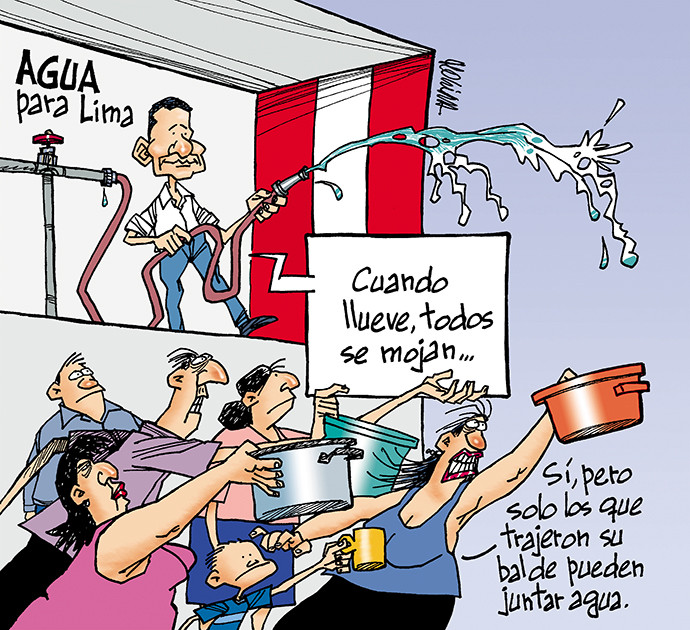 AGUA
para Lima
MOLINA
Cuando
llueve, todos
se mojan...
Sí, pero
solo los que
trajeron su
balde pueden
juntar agua.